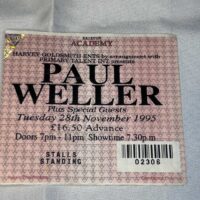 BRIXTON
ACADEMY
HARVEY GOLDSMITH ENTS by arrangement with
PRIMARY TALENT INT presents
PAUL
WELLER
Plus Special Guests
Tuesday 28th November 1995
£16.50 Advance
Doors 7pm - 11pm Showtime 7.30pm
STALLS
STANDING
02306